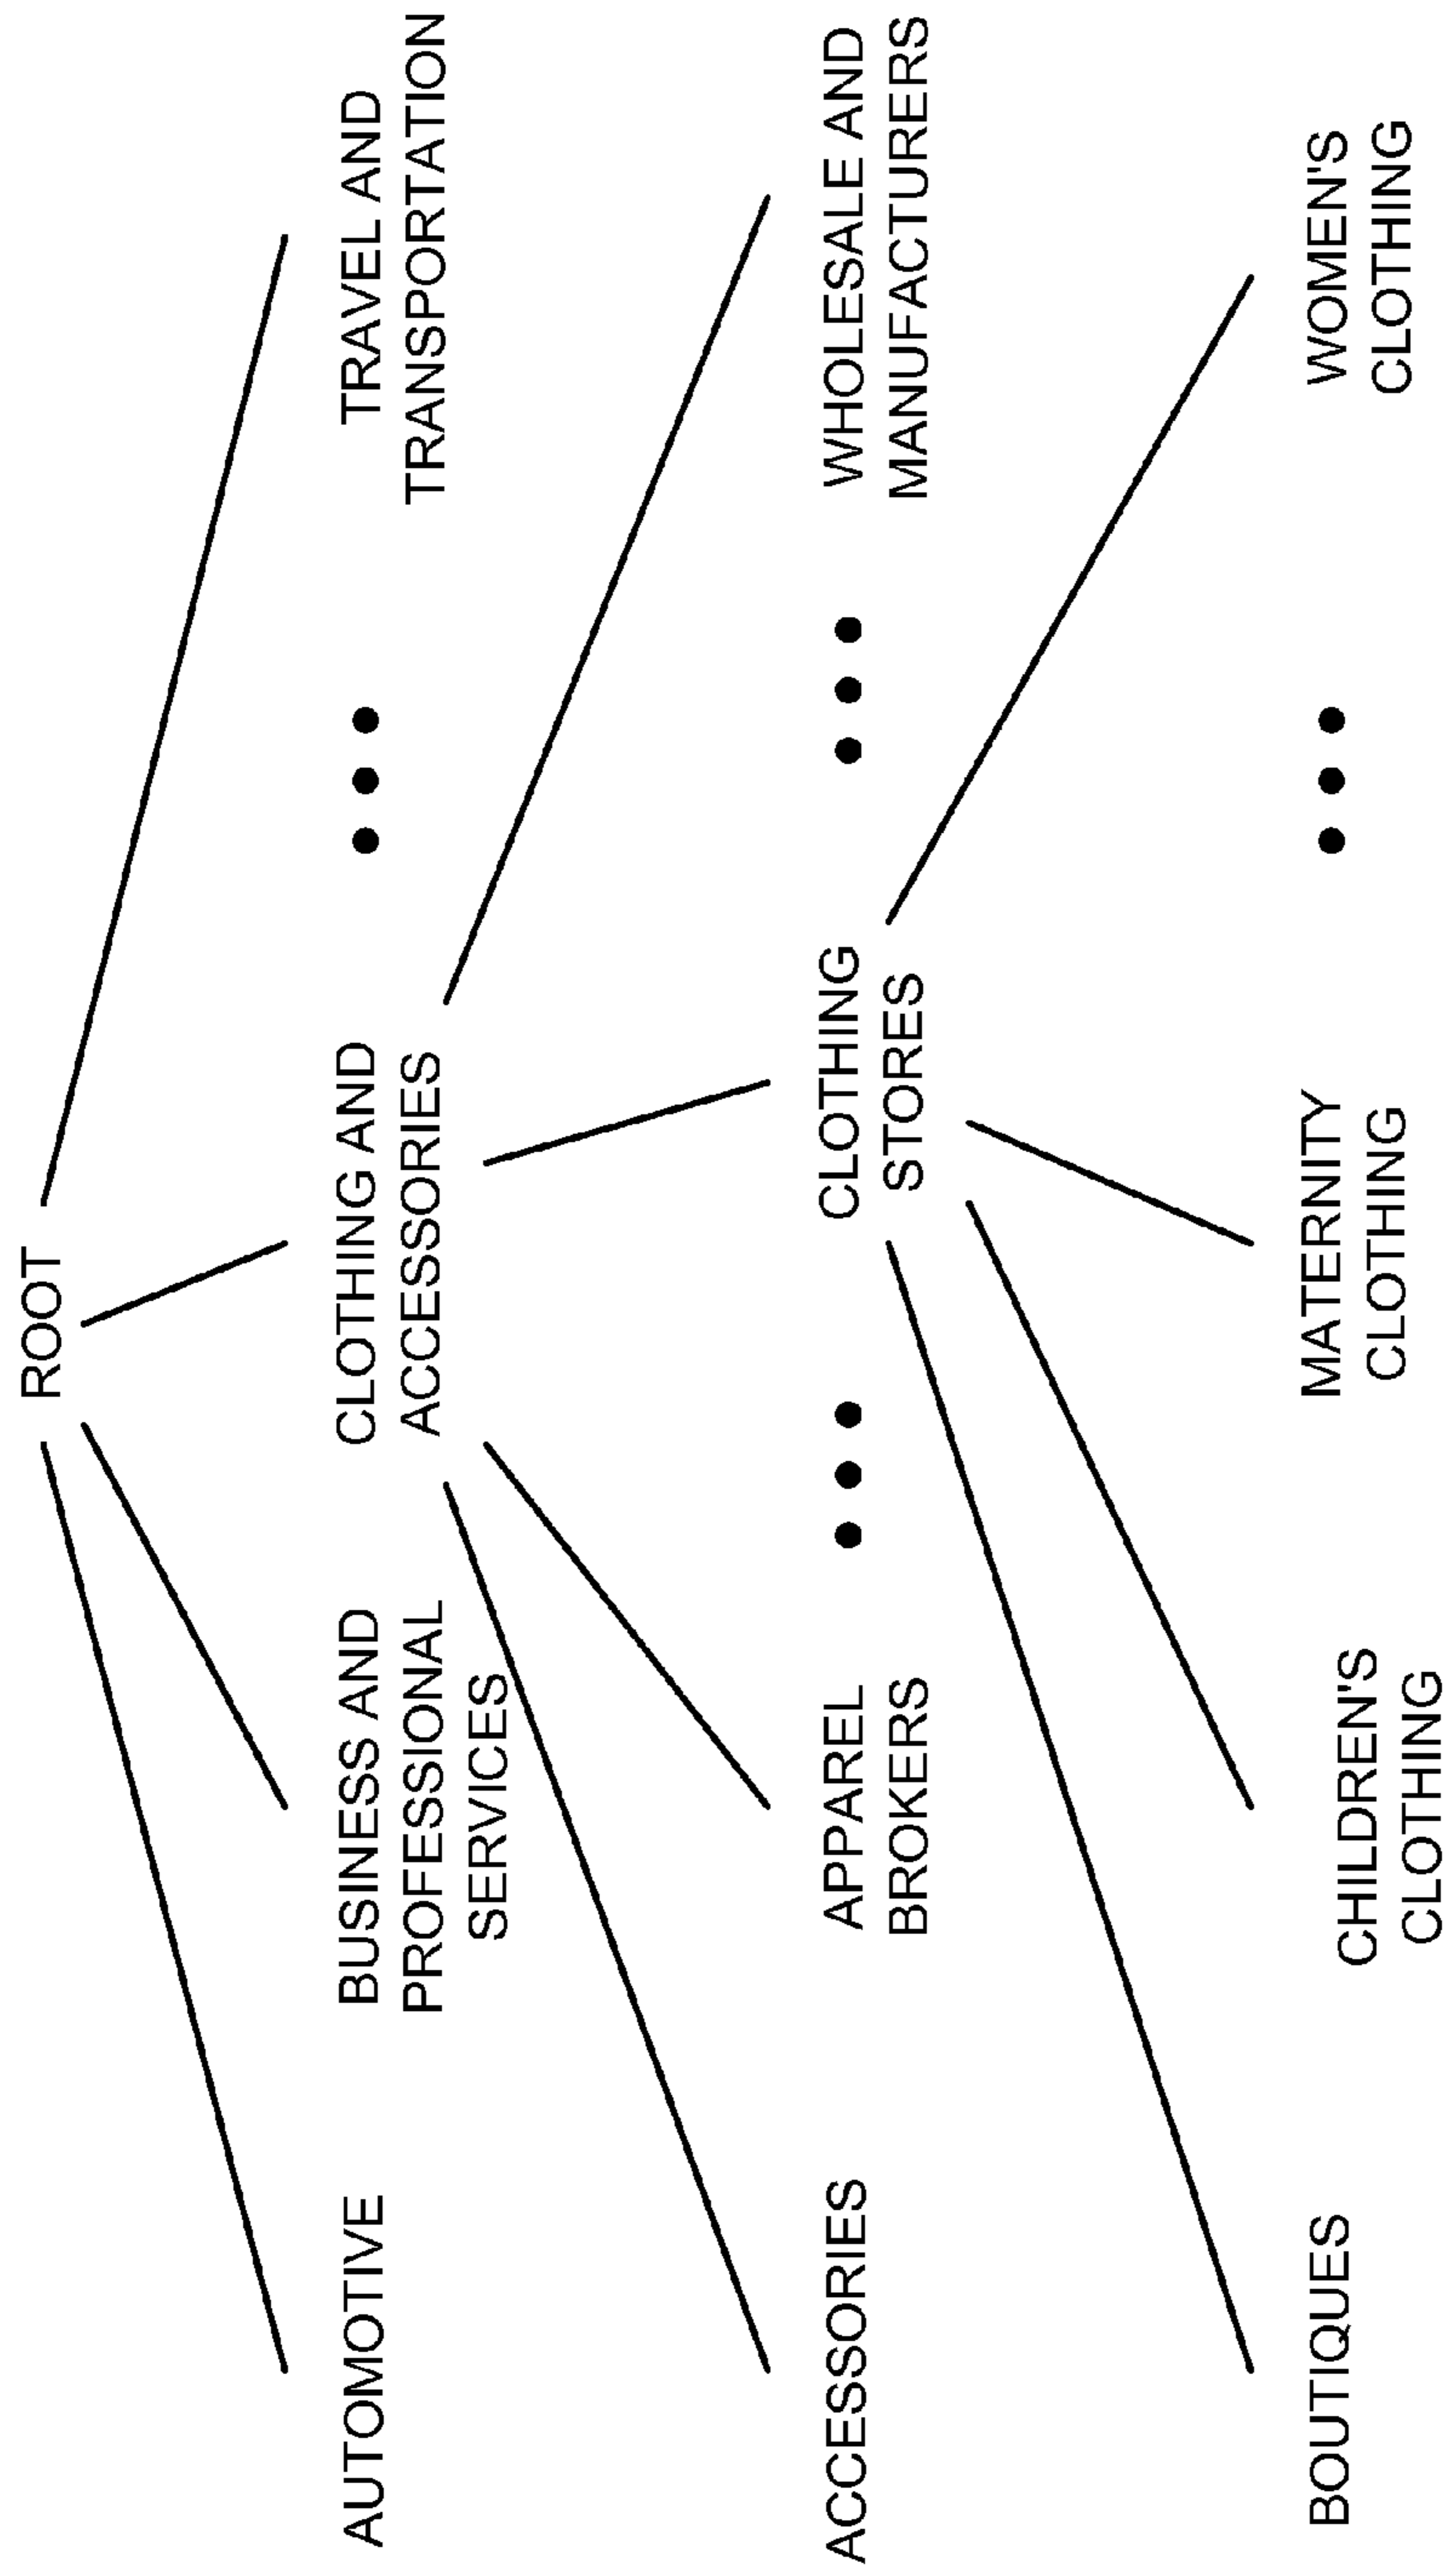 ROOT
AUTOMOTIVE
BUSINESS AND
PROFESSIONAL
SERVICES
CLOTHING AND
ACCESSORIES
TRAVEL AND
TRANSPORTATION
ACCESSORIES
APPAREL
BROKERS
CLOTHING
STORES
WHOLESALE AND
MANUFACTURERS
BOUTIQUES
CHILDREN'S
CLOTHING
MATERNITY
CLOTHING
WOMEN'S
CLOTHING